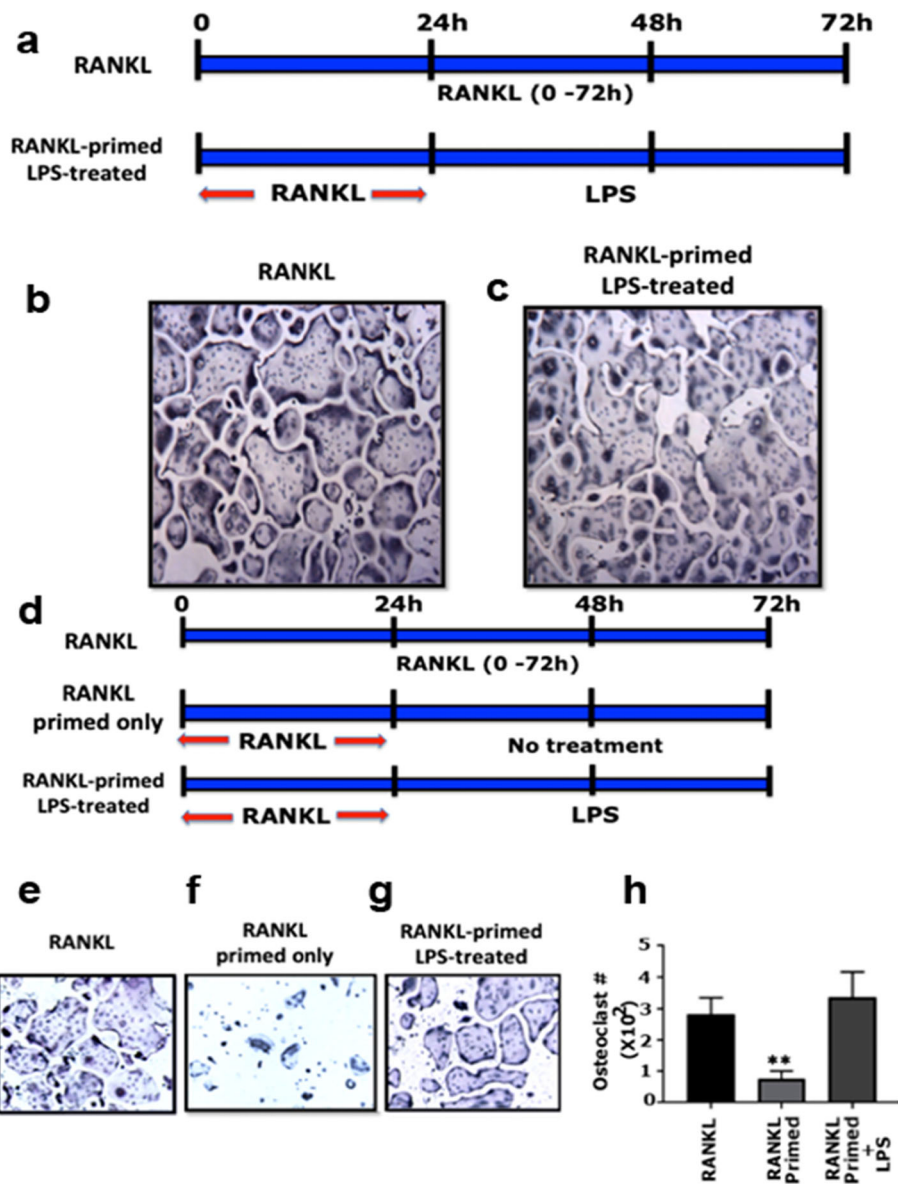 a
0 24h 48h 72h
RANKL
RANKL (0 -72h)
RANKL-primed
LPS-treated
RANKL LPS
b
RANKL
c
RANKL-primed
LPS-treated
d
0 24h 48h 72h
RANKL
RANKL (0 -72h)
RANKL
primed only
RANKL No treatment
RANKL-primed
LPS-treated
RANKL LPS
e
RANKL
f
RANKL
primed only
g
RANKL-primed
LPS-treated
h
Osteoclast #
(X10²)
5
4
3
2
1
0
**
RANKL
RANKL
Primed
RANKL
Primed
+
LPS